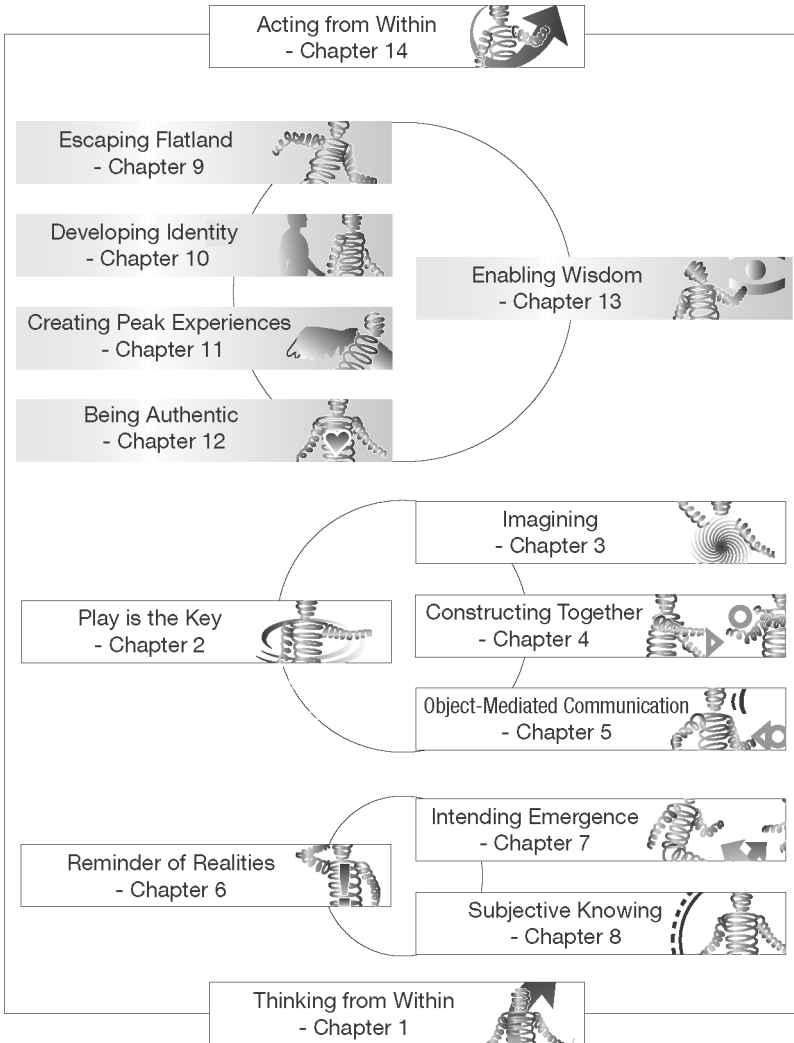 Acting from Within
- Chapter 14
Escaping Flatland
- Chapter 9
Developing Identity
- Chapter 10
Creating Peak Experiences
- Chapter 11
Being Authentic
- Chapter 12
Enabling Wisdom
- Chapter 13
Imagining
- Chapter 3
Play is the Key
- Chapter 2
Constructing Together
- Chapter 4
Object-Mediated Communication
- Chapter 5
Reminder of Realities
- Chapter 6
Intending Emergence
- Chapter 7
Subjective Knowing
- Chapter 8
Thinking from Within
- Chapter 1